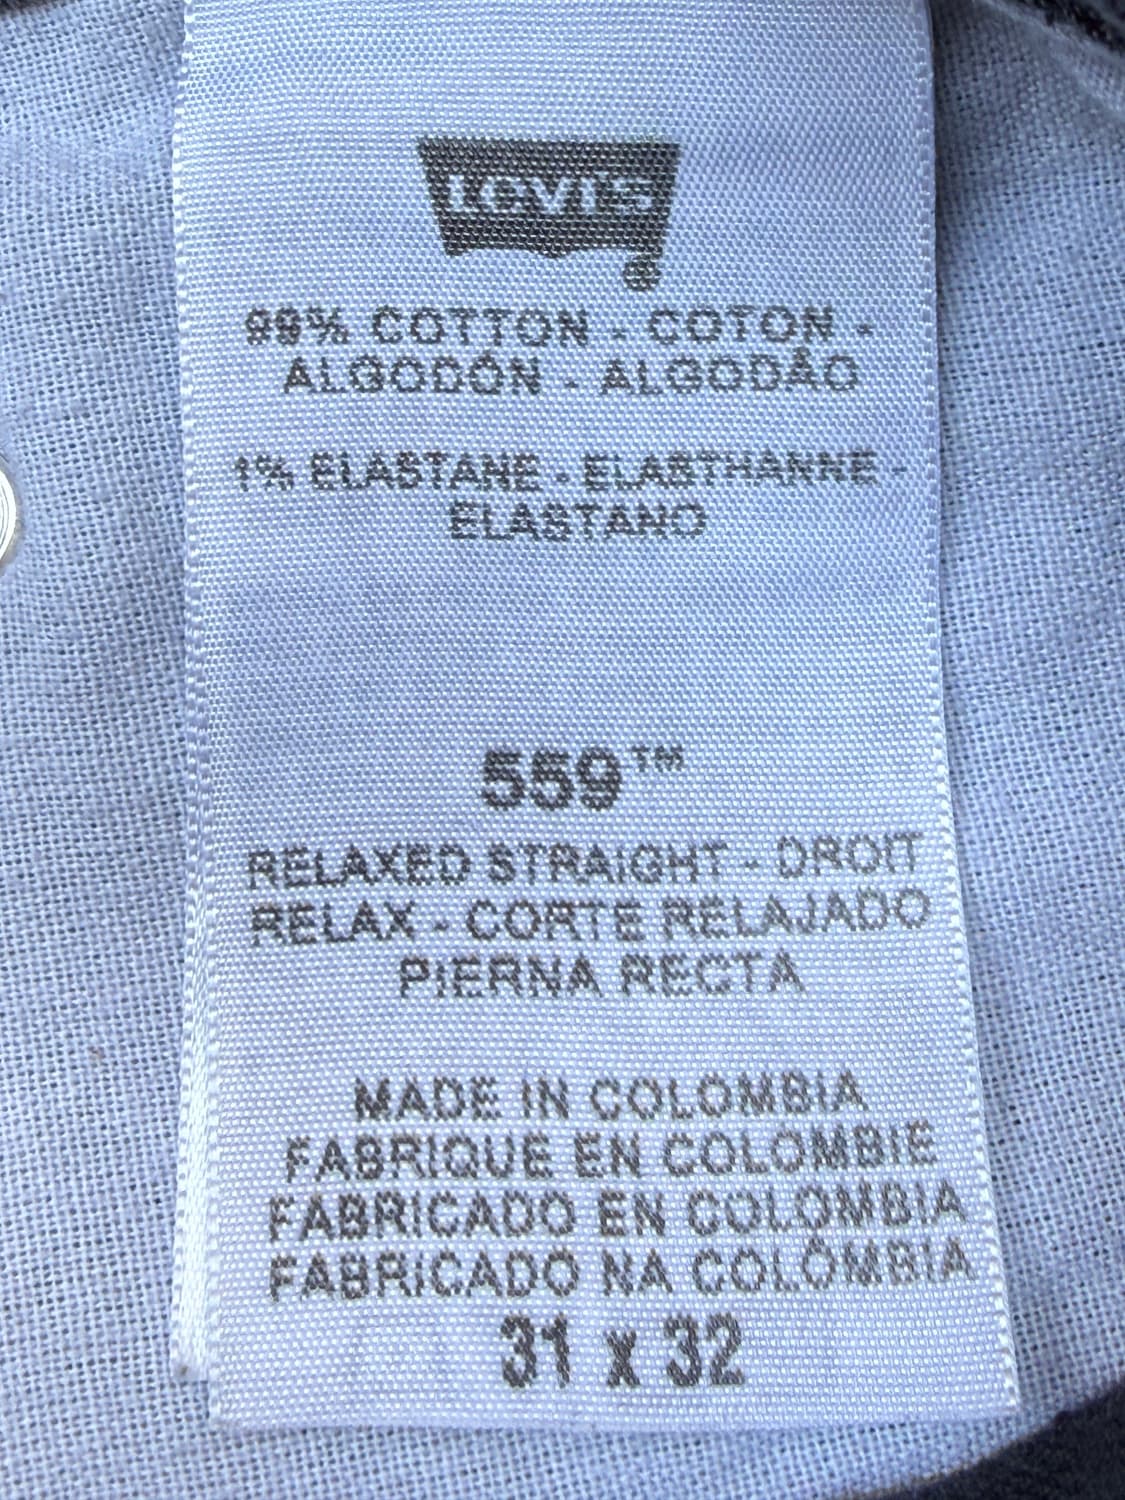 LEVI'S
®
99% COTTON - COTON -
ALGODÓN - ALGODÃO
1% ELASTANE - ELASTHANNE -
ELASTANO
559™
RELAXED STRAIGHT - DROIT
RELAX - CORTE RELAJADO
PIERNA RECTA
MADE IN COLOMBIA
FABRIQUE EN COLOMBIE
FABRICADO EN COLOMBIA
FABRICADO NA COLÔMBIA
31 x 32